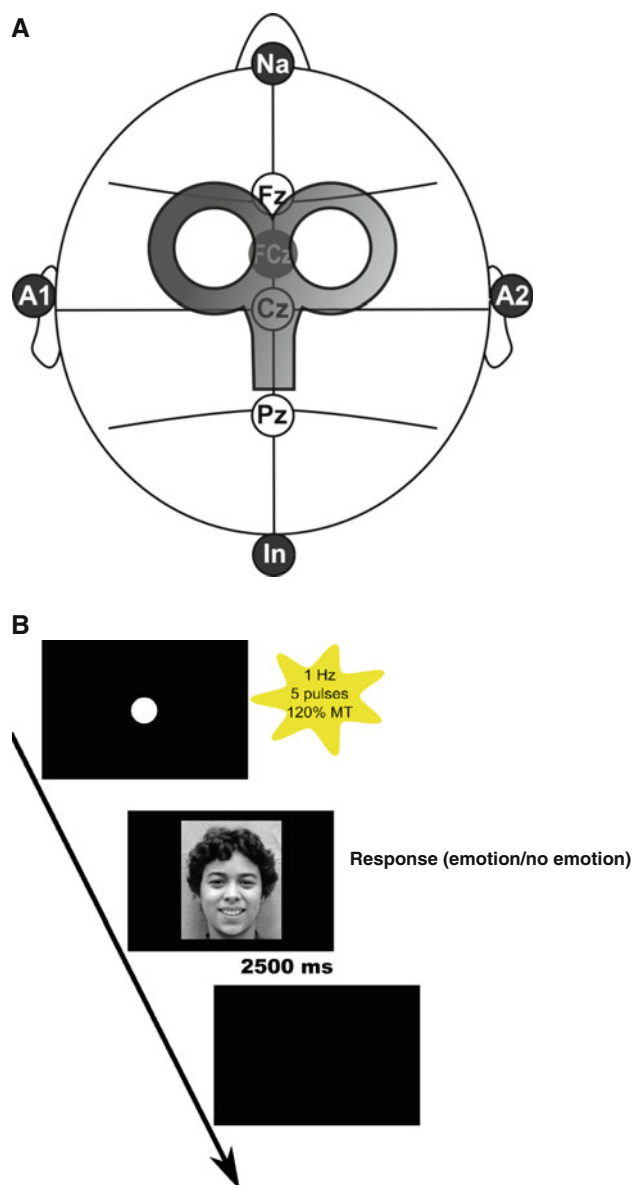 A
Na
Fz
FCz
A1
Cz
A2
Pz
In
B
1 Hz
5 pulses
120% MT
Response (emotion/no emotion)
2500 ms